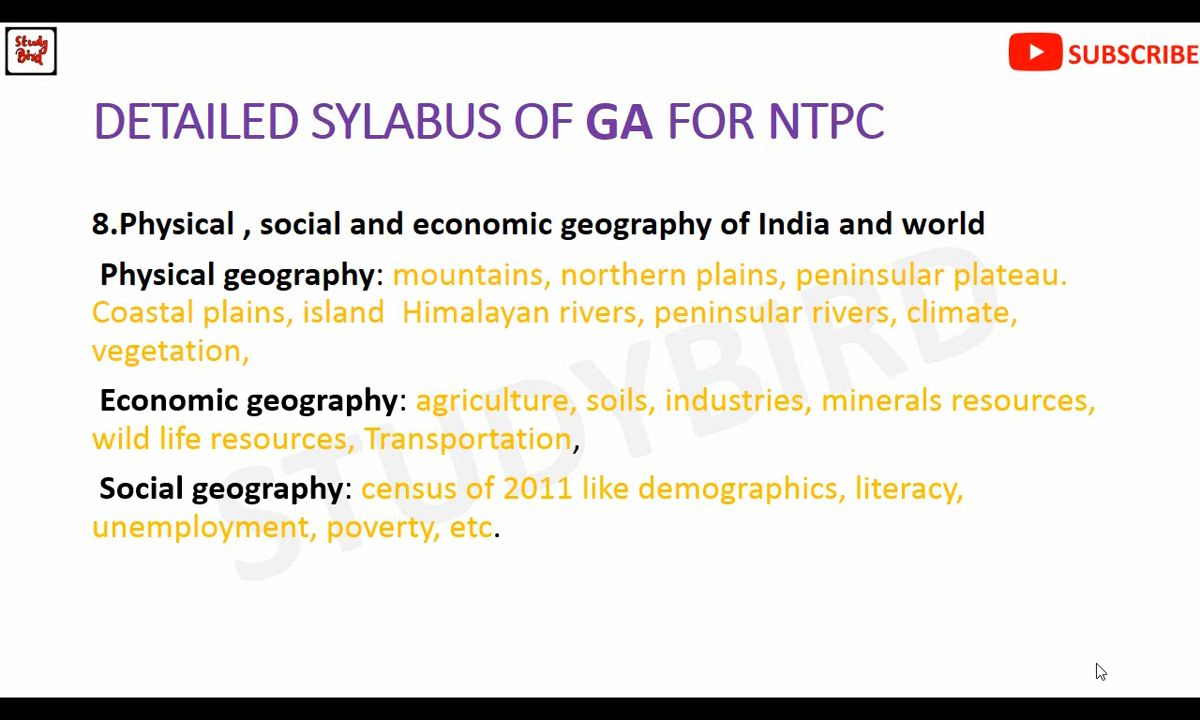 Study
Bird
SUBSCRIBE
DETAILED SYLABUS OF GA FOR NTPC
8.Physical , social and economic geography of India and world
Physical geography: mountains, northern plains, peninsular plateau.
Coastal plains, island  Himalayan rivers, peninsular rivers, climate,
vegetation,
Economic geography: agriculture, soils, industries, minerals resources,
wild life resources, Transportation,
Social geography: census of 2011 like demographics, literacy,
unemployment, poverty, etc.
STUDYBIRD